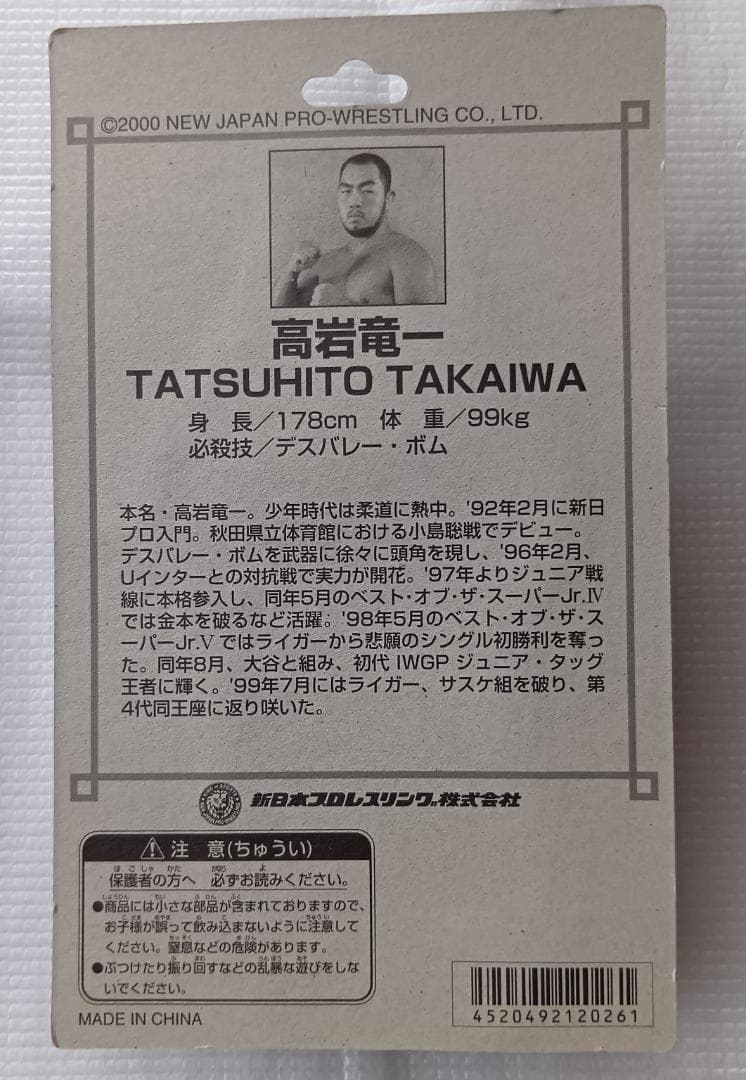 ©2000 NEW JAPAN PRO-WRESTLING CO., LTD.
高岩竜一
TATSUHITO TAKAIWA
身　長／178cm　体　重／99kg
必殺技／デスバレー・ボム
本名・高岩竜一。少年時代は柔道に熱中。'92年2月に新日
プロ入門。秋田県立体育館における小島聡戦でデビュー。
デスバレー・ボムを武器に徐々に頭角を現し、'96年2月、
Uインターとの対抗戦で実力が開花。'97年よりジュニア戦
線に本格参入し、同年5月のベスト・オブ・ザ・スーパーJr.Ⅳ
では金本を破るなど活躍。'98年5月のベスト・オブ・ザ・ス
ーパーJr.Ⅴではライガーから悲願のシングル初勝利を奪っ
た。同年8月、大谷と組み、初代 IWGP ジュニア・タッグ
王者に輝く。'99年7月にはライガー、サスケ組を破り、第
4代同王座に返り咲いた。
新日本プロレスリング株式会社
注　意(ちゅうい)
保護者の方へ　必ずお読みください。
●商品には小さな部品が含まれておりますので、
お子様が誤って飲み込まないように注意して
ください。窒息などの危険があります。
●ぶつけたり振り回すなどの乱暴な遊びをしな
いでください。
MADE IN CHINA
4520492120261